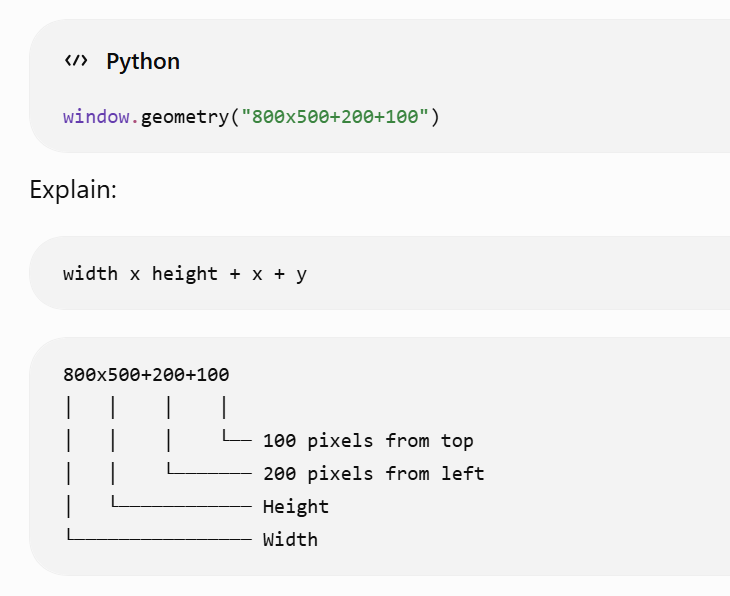 </> Python
window.geometry("800x500+200+100")
Explain:
width x height + x + y
800x500+200+100
│   │    │    │
│   │    │    └── 100 pixels from top
│   │    └─────── 200 pixels from left
│   └──────────── Height
└──────────────── Width